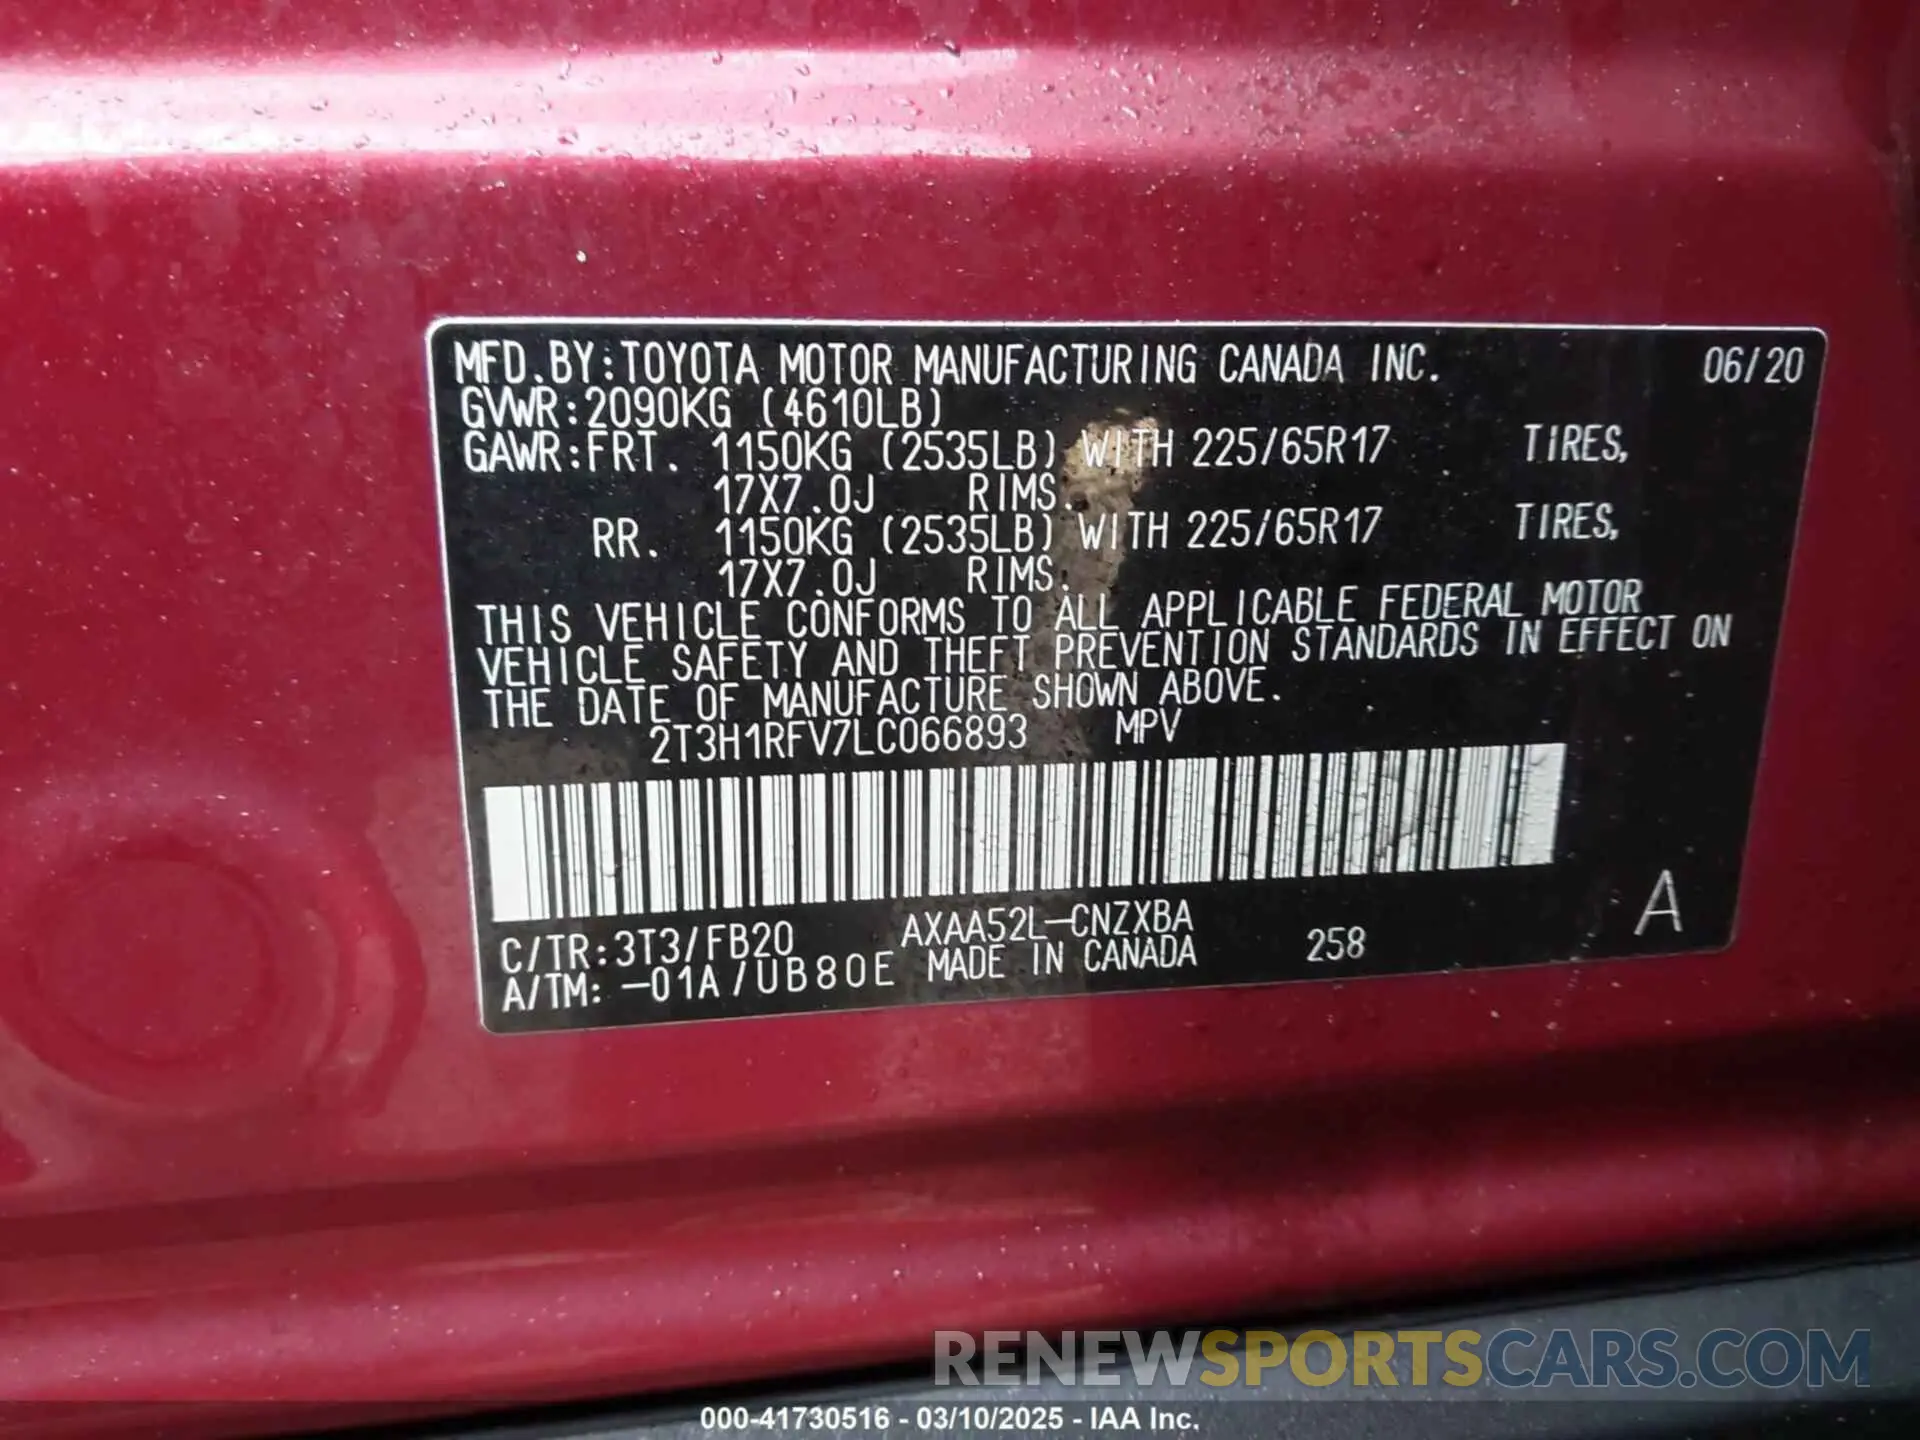 MFD.BY:TOYOTA MOTOR MANUFACTURING CANADA INC. 06/20
GVWR:2090KG (4610LB)
GAWR:FRT. 1150KG (2535LB) WITH 225/65R17 TIRES,
17X7.0J RIMS.
RR. 1150KG (2535LB) WITH 225/65R17 TIRES,
17X7.0J RIMS.
THIS VEHICLE CONFORMS TO ALL APPLICABLE FEDERAL MOTOR
VEHICLE SAFETY AND THEFT PREVENTION STANDARDS IN EFFECT ON
THE DATE OF MANUFACTURE SHOWN ABOVE.
2T3H1RFV7LC066893 MPV
C/TR:3T3/FB20 AXAA52L-CNZXBA
A/TM:-01A/UB80E MADE IN CANADA 258 A
RENEWSPORTSCARS.COM
000-41730516 - 03/10/2025 - IAA Inc.